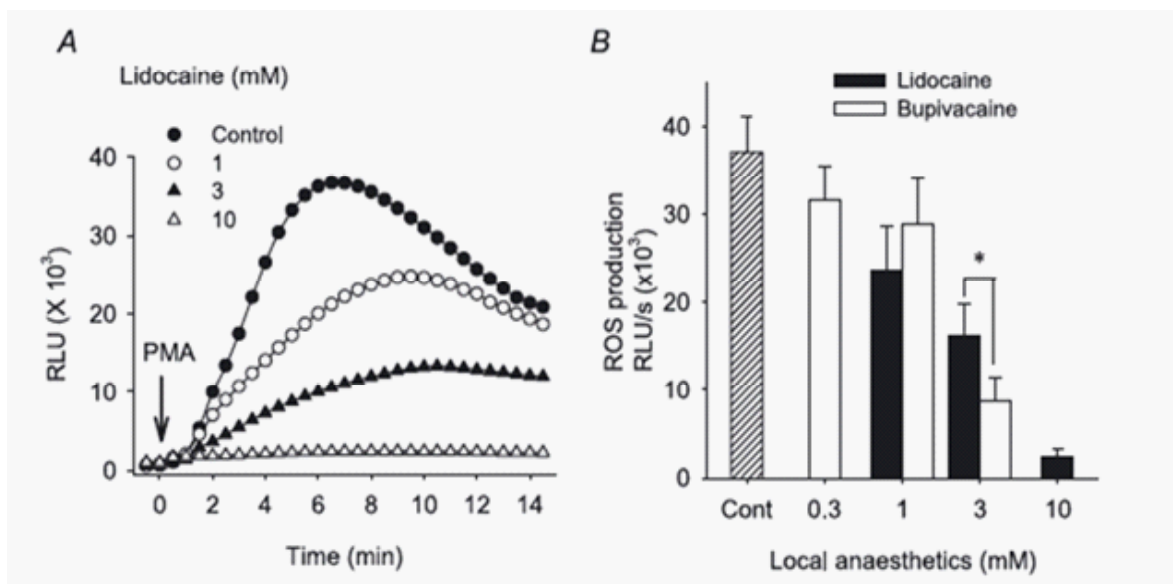 A
Lidocaine (mM)
Control
1
3
10
RLU (X 10³)
40
30
20
10
0
PMA
0 2 4 6 8 10 12 14
Time (min)
B
Lidocaine
Bupivacaine
ROS production
RLU/s (x10³)
40
30
20
10
0
*
Cont 0.3 1 3 10
Local anaesthetics (mM)